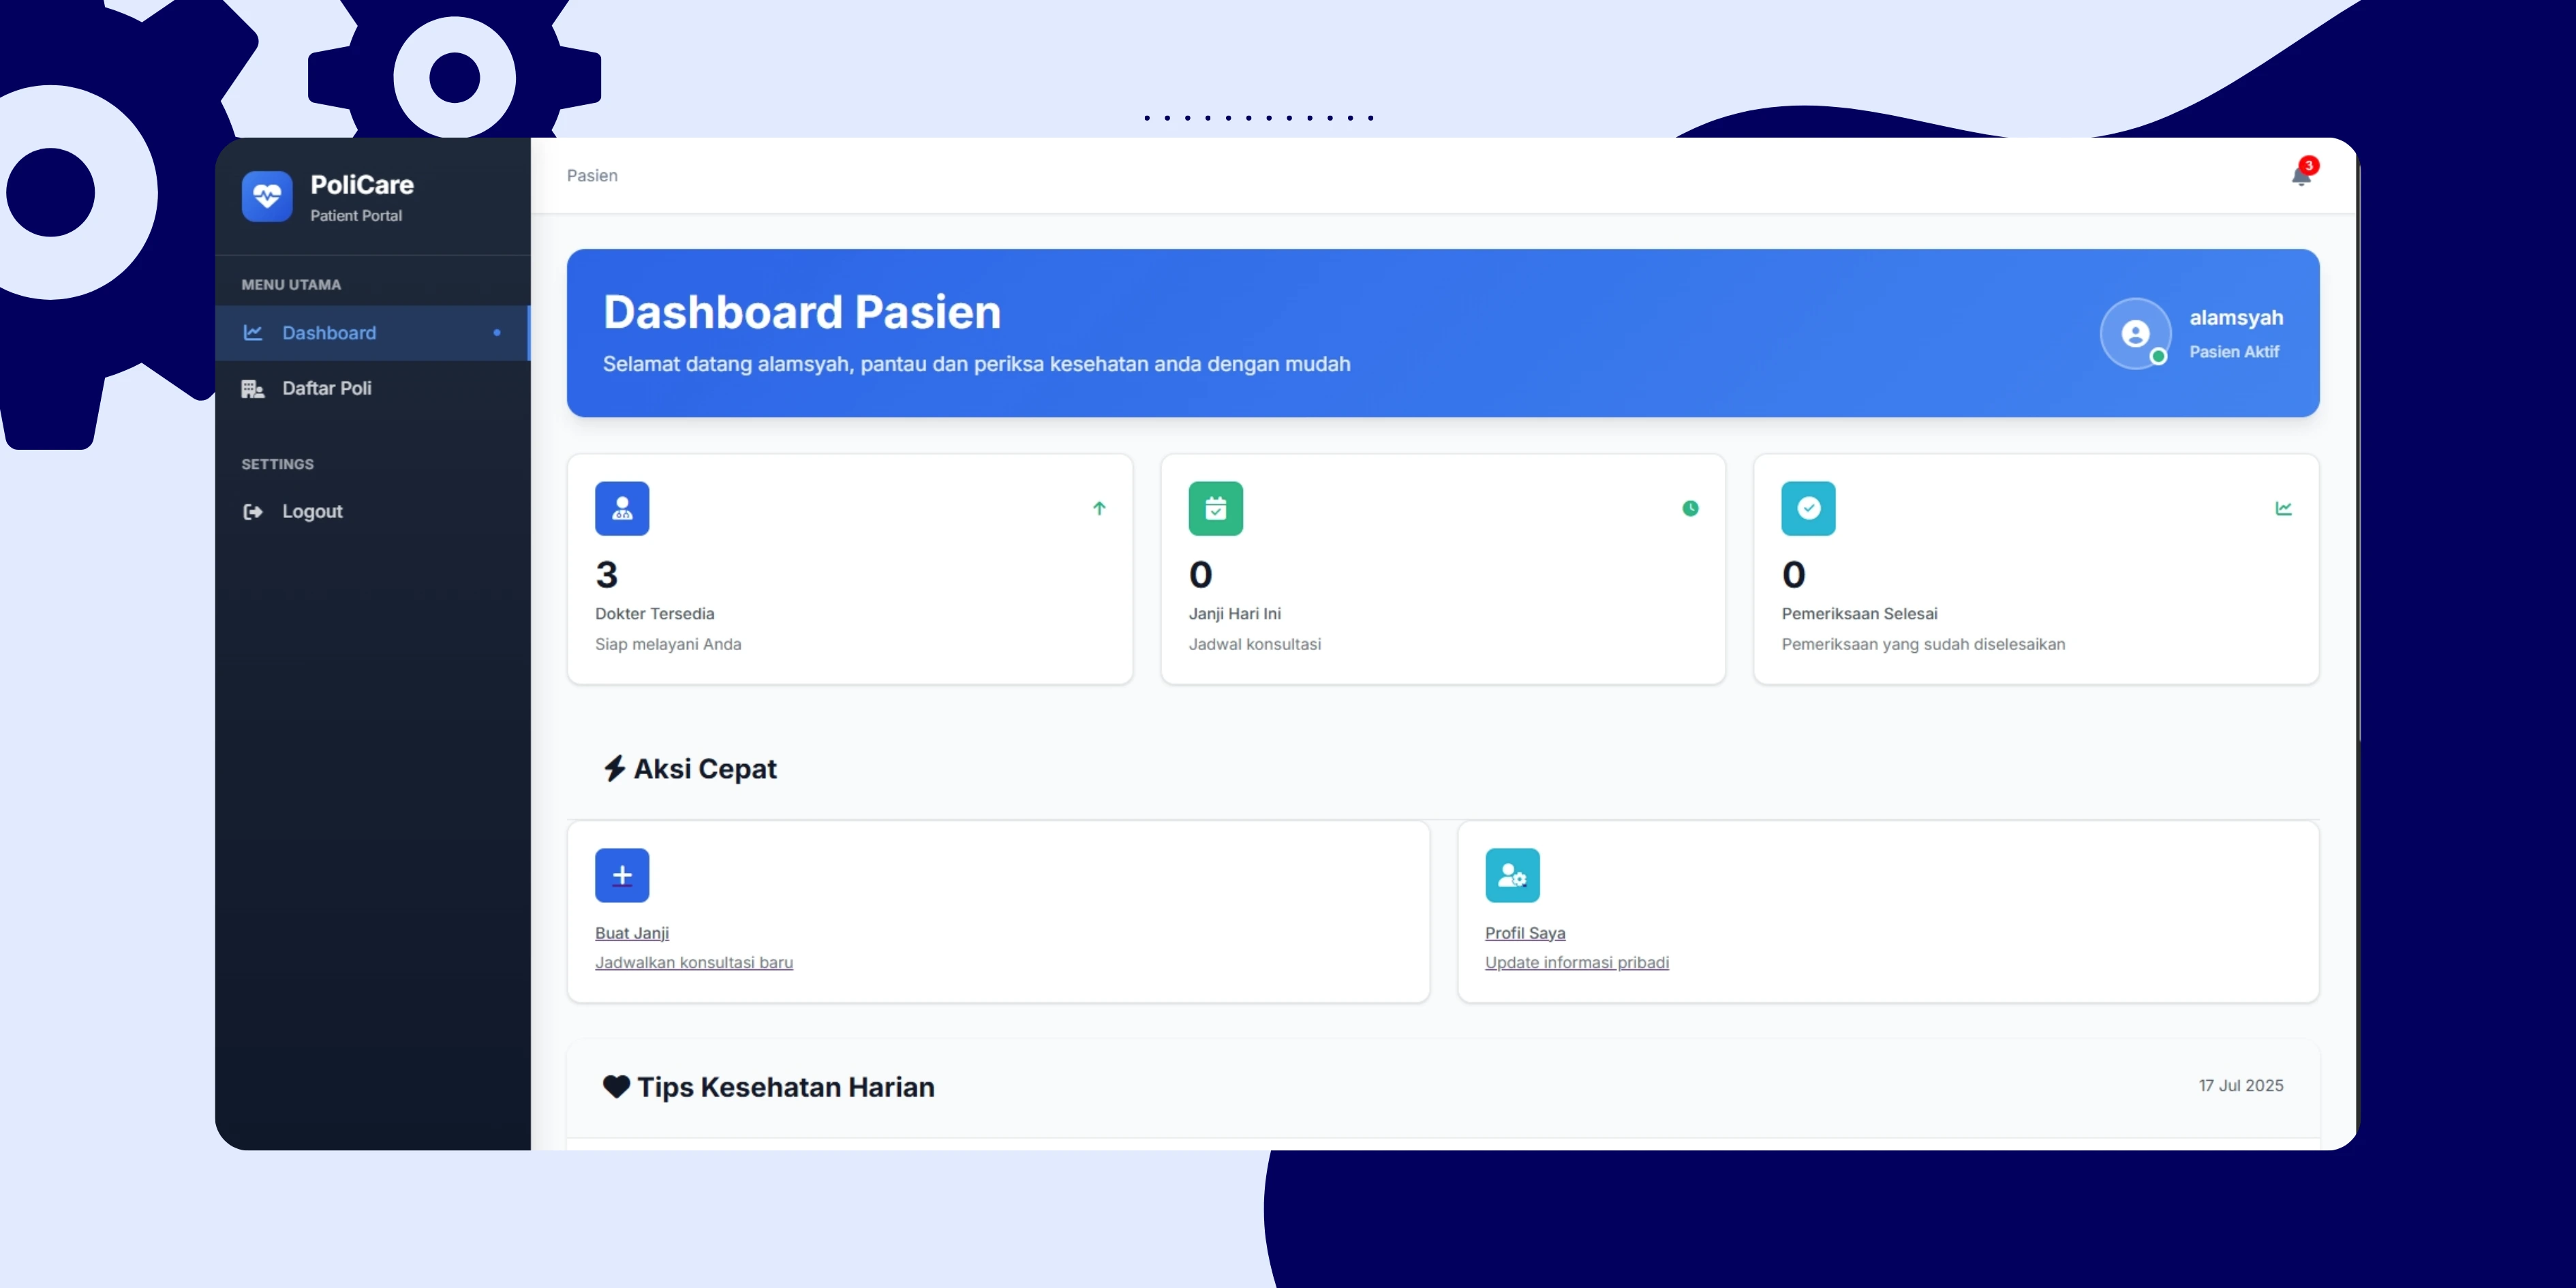 PoliCare
Patient Portal
MENU UTAMA
Dashboard
Daftar Poli
SETTINGS
Logout
Pasien
3
Dashboard Pasien
Selamat datang alamsyah, pantau dan periksa kesehatan anda dengan mudah
alamsyah
Pasien Aktif
3
Dokter Tersedia
Siap melayani Anda
0
Janji Hari Ini
Jadwal konsultasi
0
Pemeriksaan Selesai
Pemeriksaan yang sudah diselesaikan
Aksi Cepat
Buat Janji
Jadwalkan konsultasi baru
Profil Saya
Update informasi pribadi
Tips Kesehatan Harian
17 Jul 2025